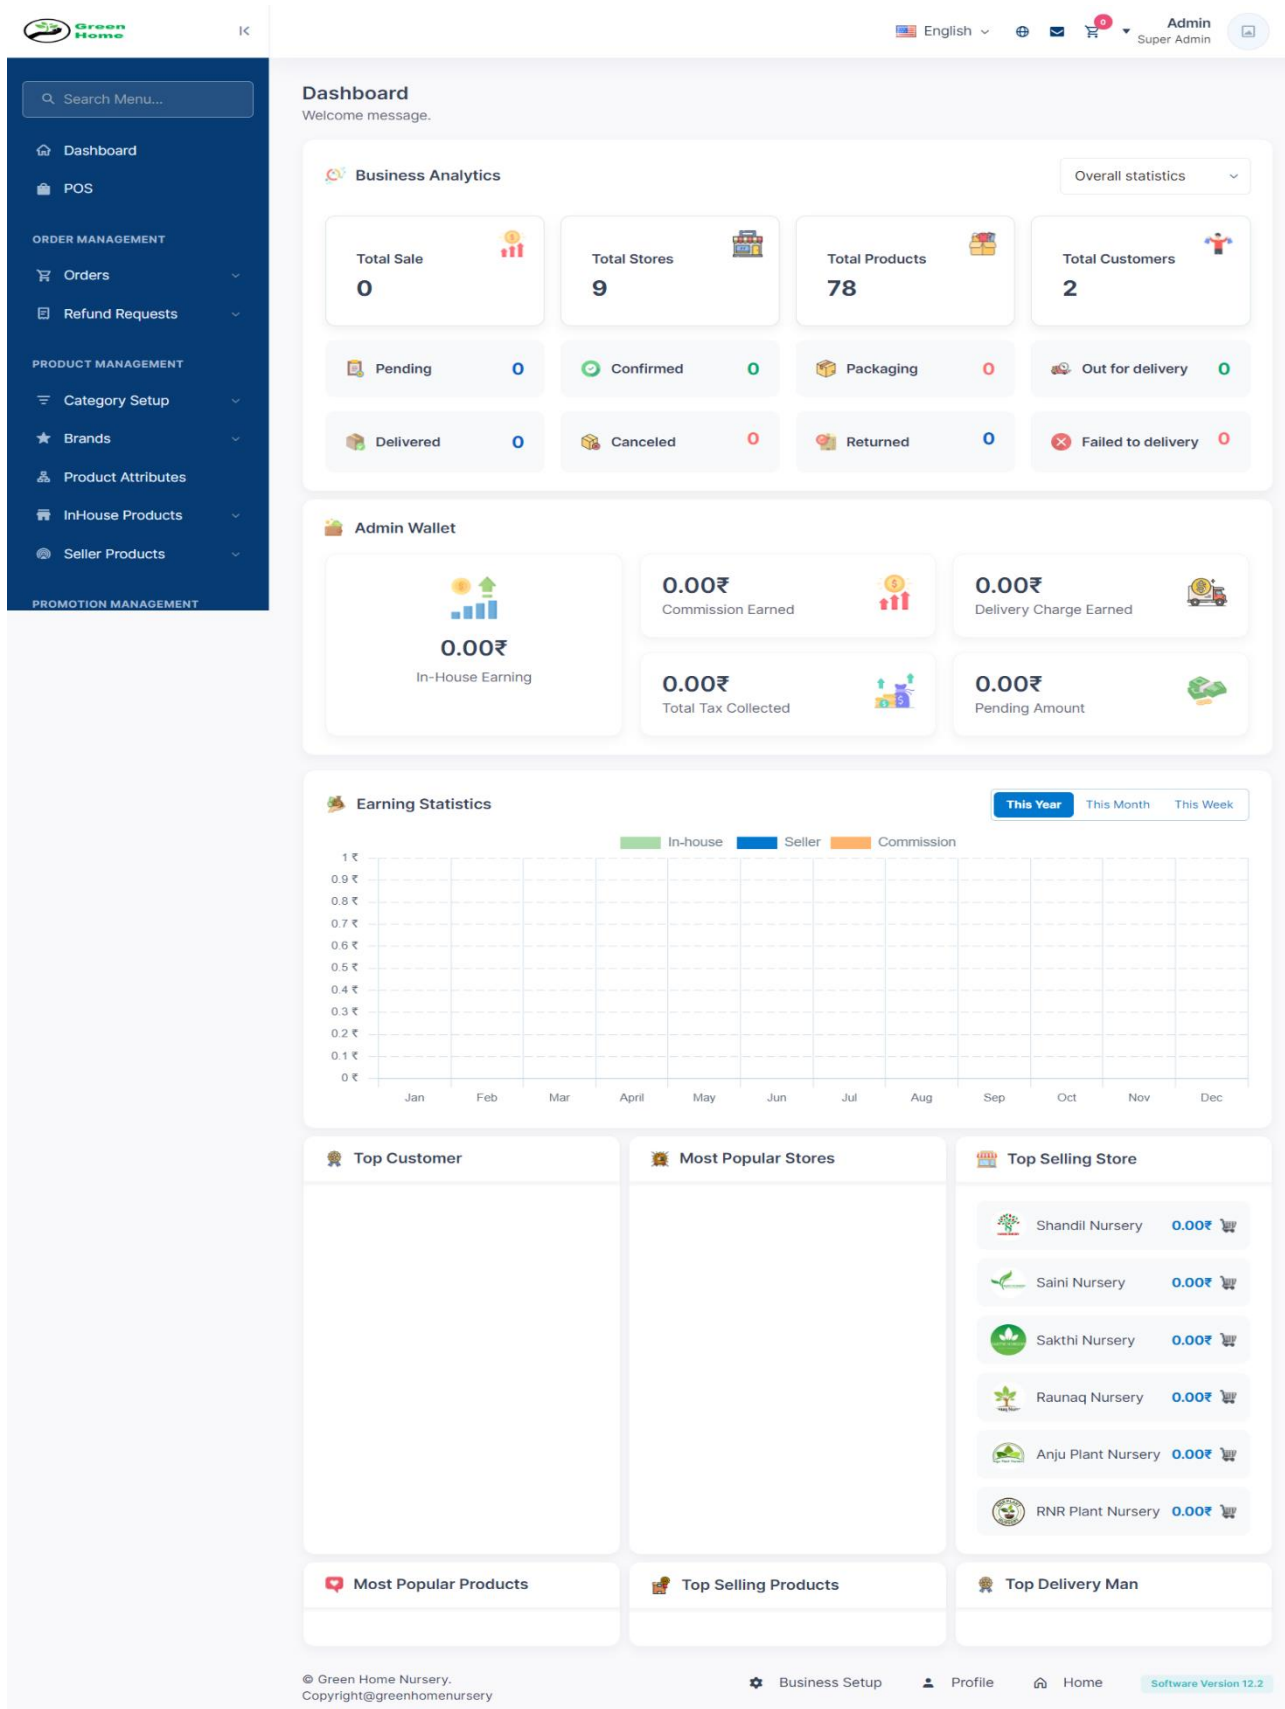 Green
Home
English
0
Admin
Super Admin
Search Menu...
Dashboard
POS
ORDER MANAGEMENT
Orders
Refund Requests
PRODUCT MANAGEMENT
Category Setup
Brands
Product Attributes
InHouse Products
Seller Products
PROMOTION MANAGEMENT
Dashboard
Welcome message.
Business Analytics
Overall statistics
Total Sale
0
Total Stores
9
Total Products
78
Total Customers
2
Pending 0
Confirmed 0
Packaging 0
Out for delivery 0
Delivered 0
Canceled 0
Returned 0
Failed to delivery 0
Admin Wallet
0.00₹
In-House Earning
0.00₹
Commission Earned
0.00₹
Delivery Charge Earned
0.00₹
Total Tax Collected
0.00₹
Pending Amount
Earning Statistics
This Year This Month This Week
In-house Seller Commission
1 ₹
0.9 ₹
0.8 ₹
0.7 ₹
0.6 ₹
0.5 ₹
0.4 ₹
0.3 ₹
0.2 ₹
0.1 ₹
0 ₹
Jan Feb Mar April May Jun Jul Aug Sep Oct Nov Dec
Top Customer
Most Popular Stores
Top Selling Store
Shandil Nursery 0.00₹
Saini Nursery 0.00₹
Sakthi Nursery 0.00₹
Raunaq Nursery 0.00₹
Anju Plant Nursery 0.00₹
RNR Plant Nursery 0.00₹
Most Popular Products
Top Selling Products
Top Delivery Man
© Green Home Nursery.
Copyright@greenhomenursery
Business Setup Profile Home Software Version 12.2